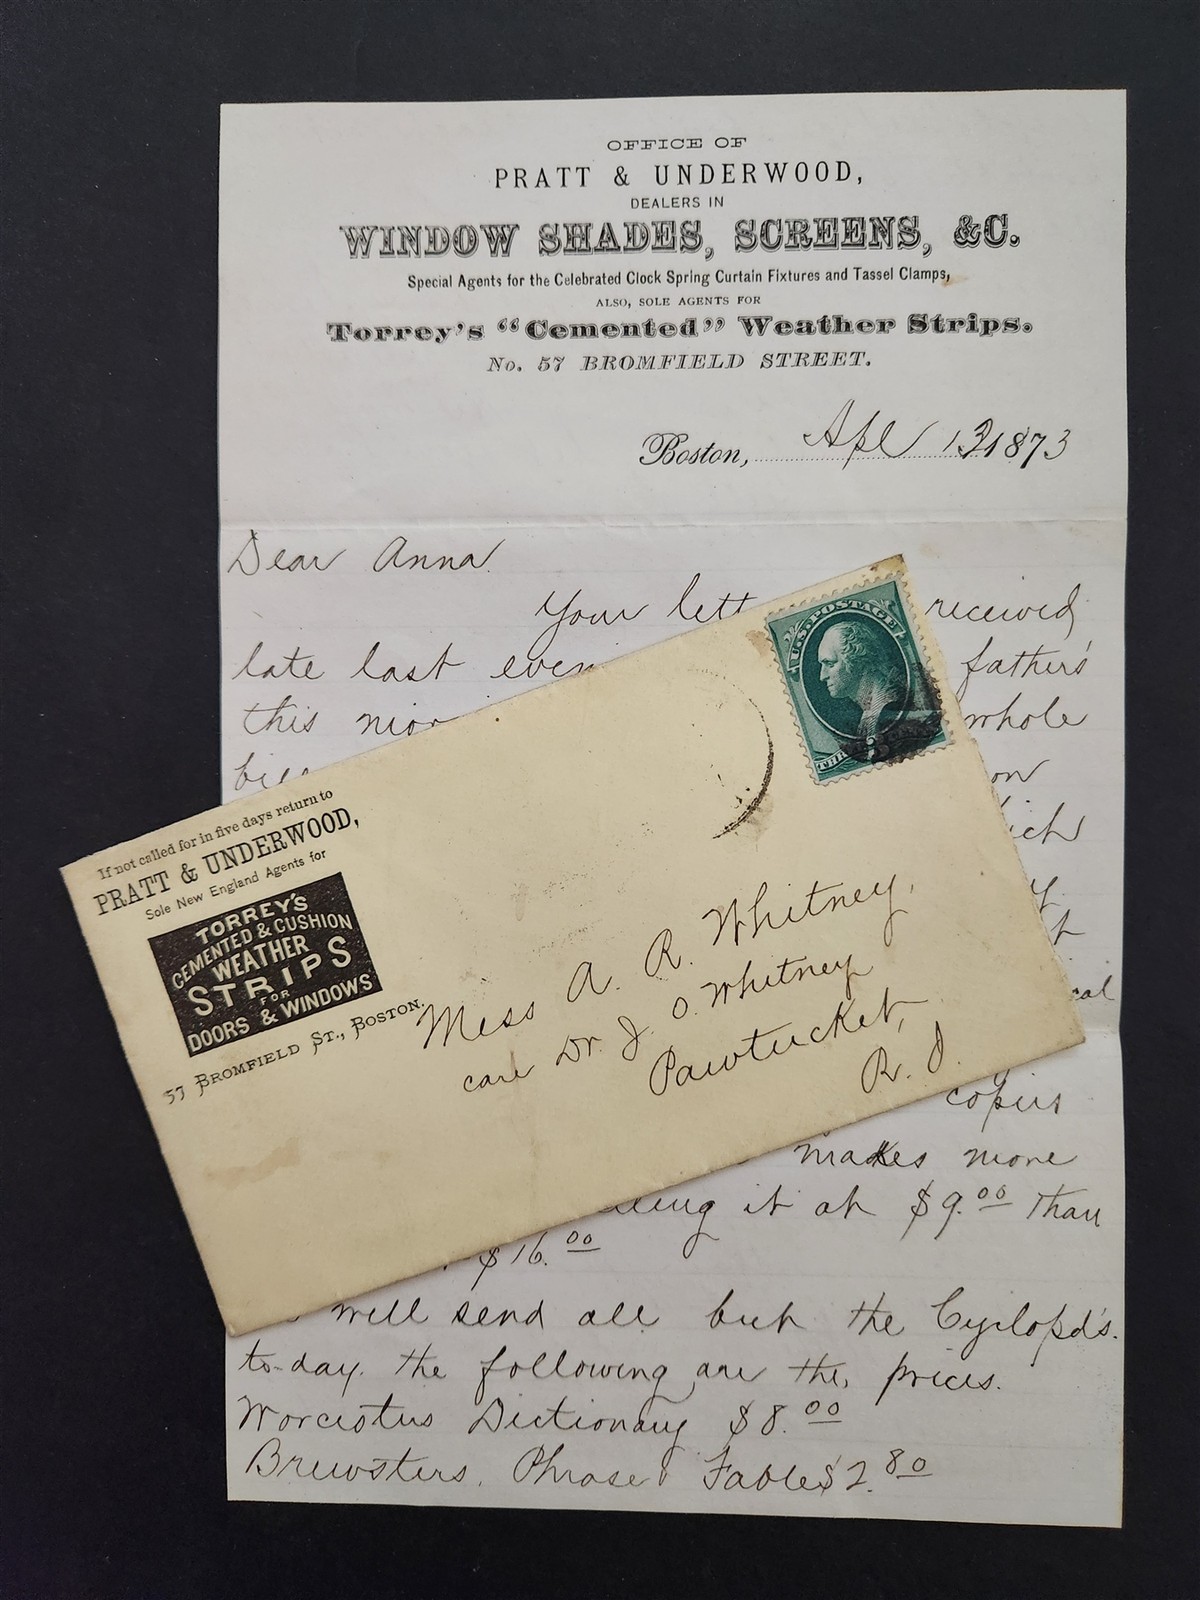 OFFICE OF
PRATT & UNDERWOOD,
DEALERS IN
WINDOW SHADES, SCREENS, &C.
Special Agents for the Celebrated Clock Spring Curtain Fixtures and Tassel Clamps,
ALSO, SOLE AGENTS FOR
Torrey's "Cemented" Weather Strips.
No. 57 BROMFIELD STREET.
Boston, Apl 1873
Dear Anna.
Your received
late last father's
this whole
on
copies
makes more
it at $9.00 than
$16.00
will send all but the Cyclopd's.
to-day. the following are the prices.
Worcistus Dictionary $8.00
Brewsters. Phrase & Fable $2.80
If not called for in five days return to
PRATT & UNDERWOOD,
Sole New England Agents for
TORREY'S
CEMENTED & CUSHION
WEATHER
STRIPS
FOR
DOORS & WINDOWS
57 BROMFIELD ST., BOSTON.
U.S. POSTAGE
Miss A. R. Whitney,
care Dr. J. O. Whitney
Pawtucket,
R. I.